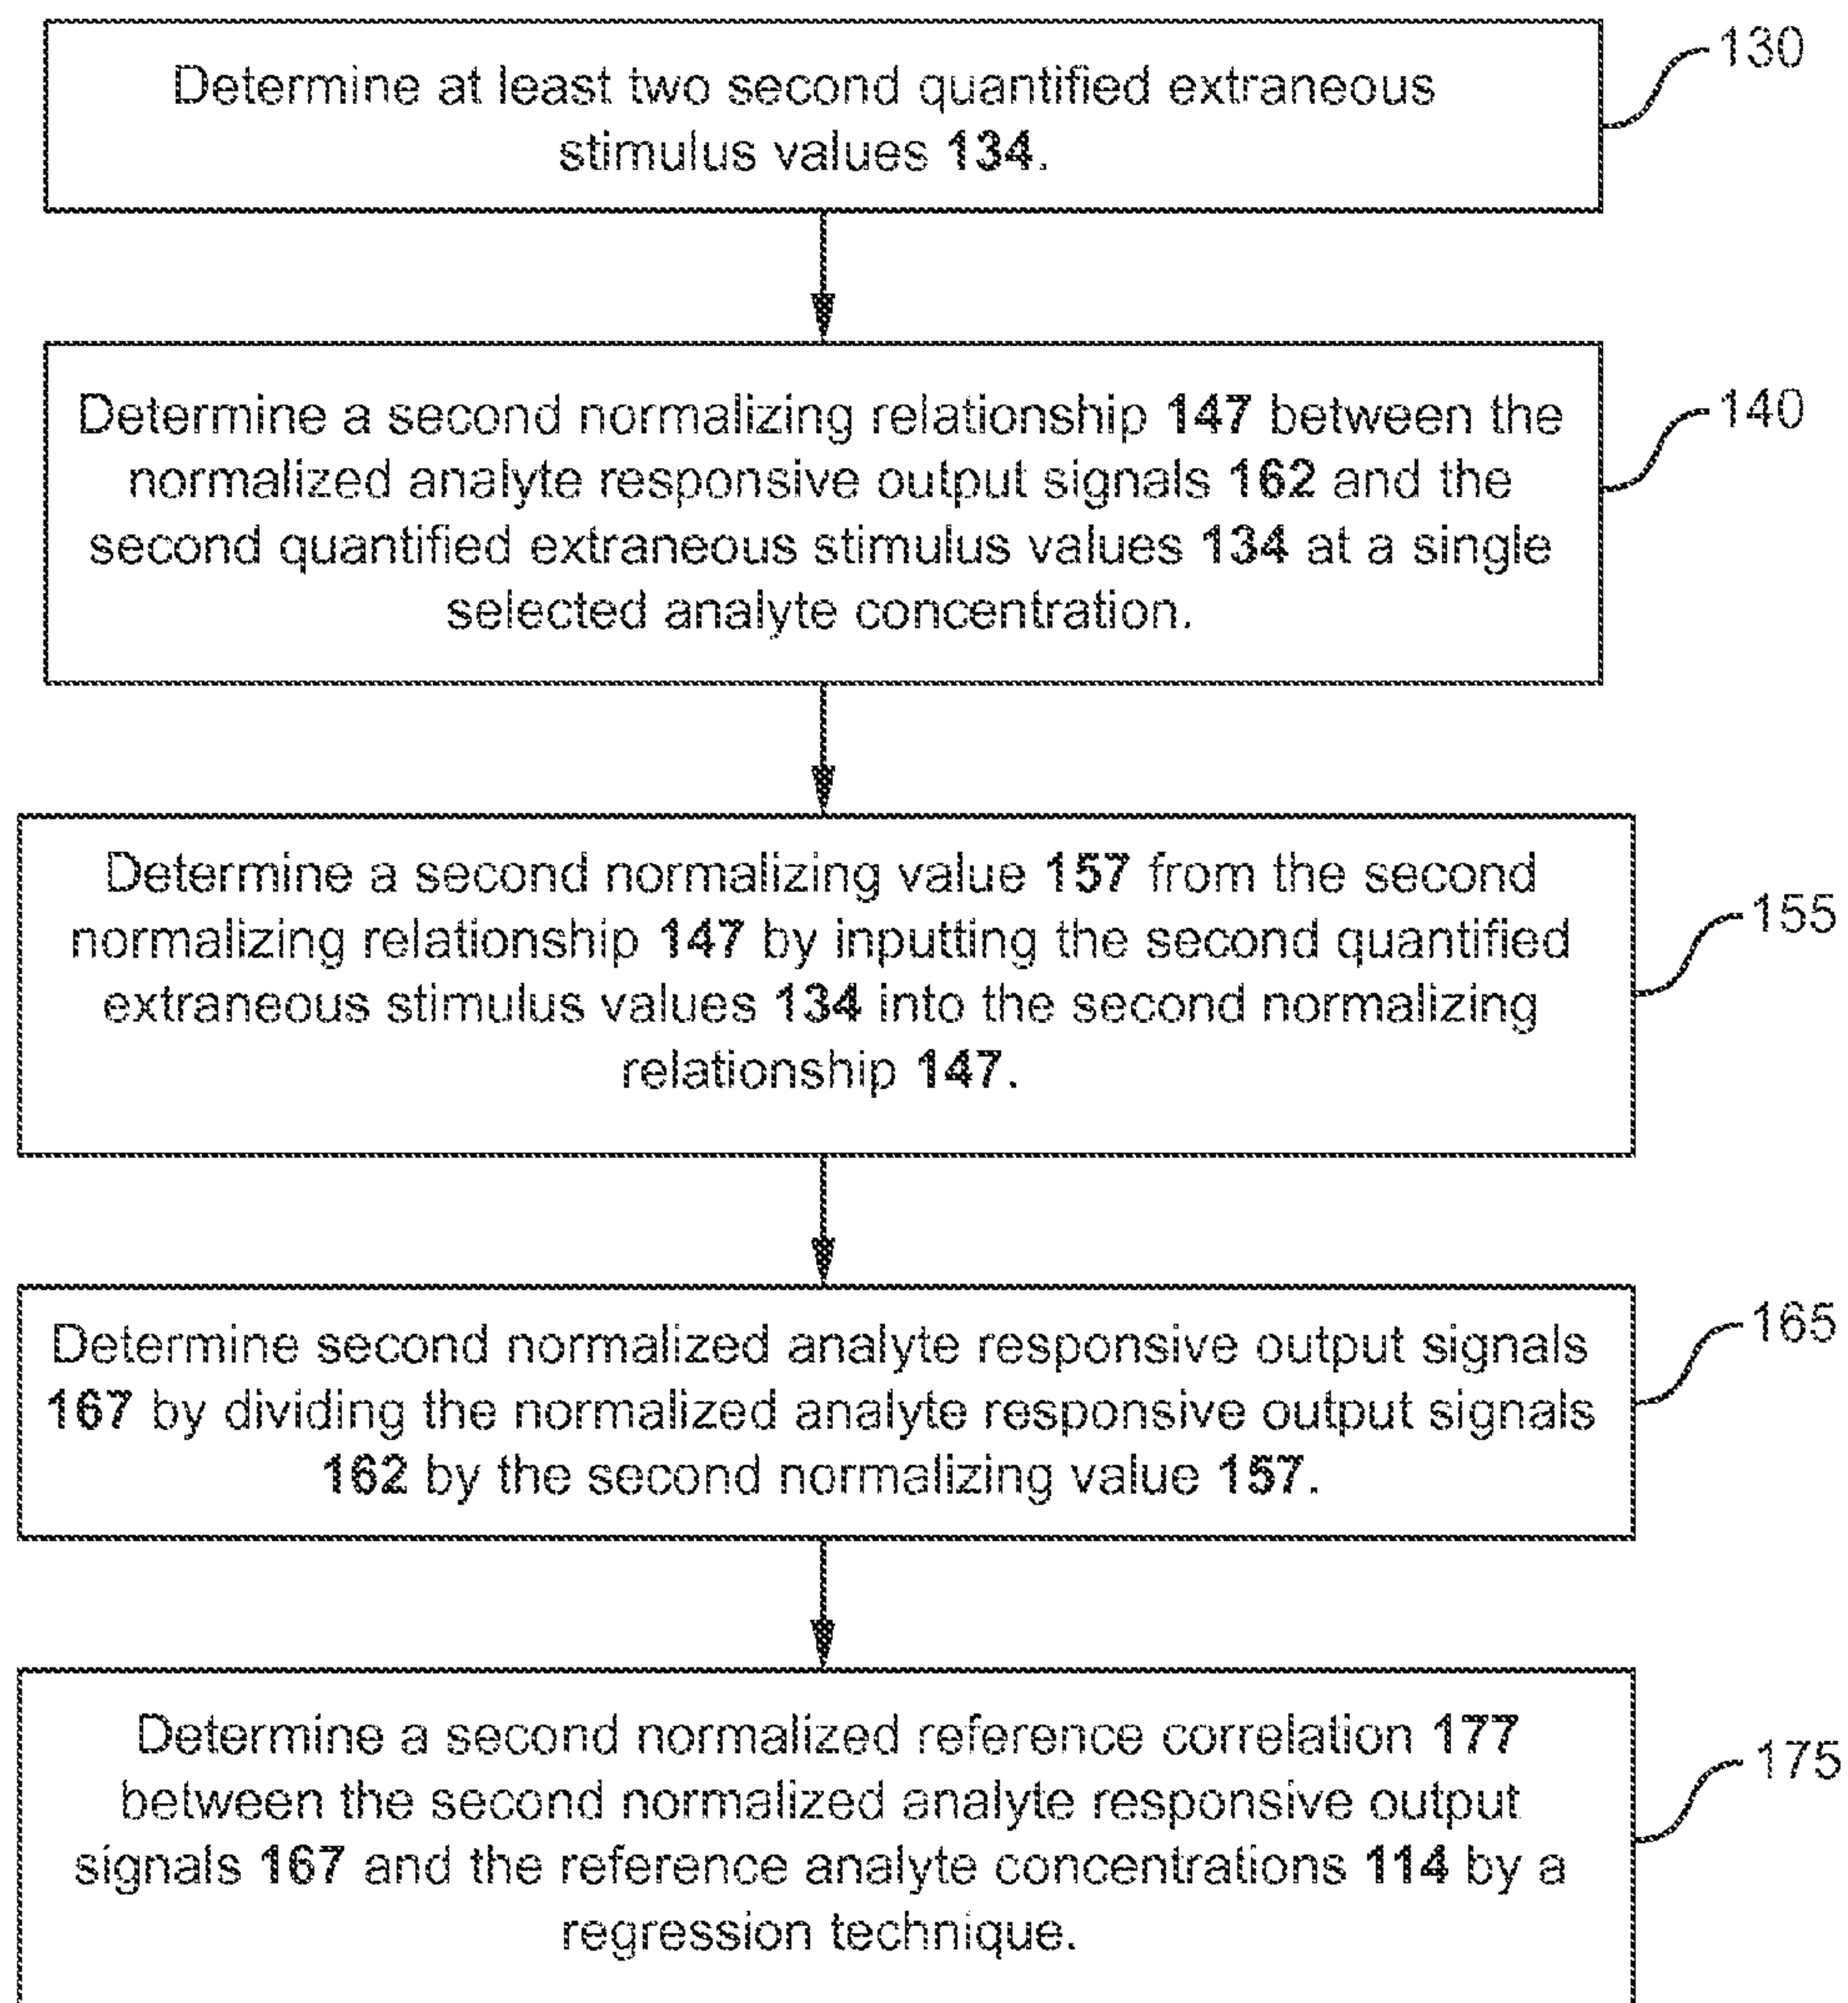 130
Determine at least two second quantified extraneous
stimulus values 134.
140
Determine a second normalizing relationship 147 between the
normalized analyte responsive output signals 162 and the
second quantified extraneous stimulus values 134 at a single
selected analyte concentration.
155
Determine a second normalizing value 157 from the second
normalizing relationship 147 by inputting the second quantified
extraneous stimulus values 134 into the second normalizing
relationship 147.
165
Determine second normalized analyte responsive output signals
167 by dividing the normalized analyte responsive output signals
162 by the second normalizing value 157.
175
Determine a second normalized reference correlation 177
between the second normalized analyte responsive output
signals 167 and the reference analyte concentrations 114 by a
regression technique.